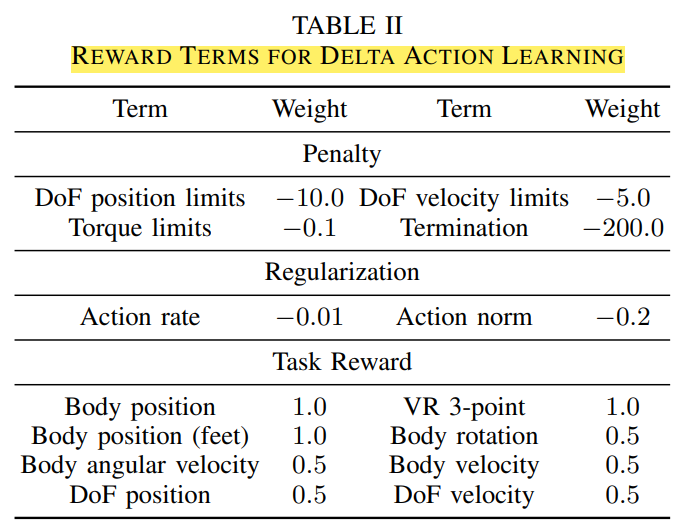 TABLE II
REWARD TERMS FOR DELTA ACTION LEARNING
Term Weight Term Weight
Penalty
DoF position limits −10.0 DoF velocity limits −5.0
Torque limits −0.1 Termination −200.0
Regularization
Action rate −0.01 Action norm −0.2
Task Reward
Body position 1.0 VR 3-point 1.0
Body position (feet) 1.0 Body rotation 0.5
Body angular velocity 0.5 Body velocity 0.5
DoF position 0.5 DoF velocity 0.5